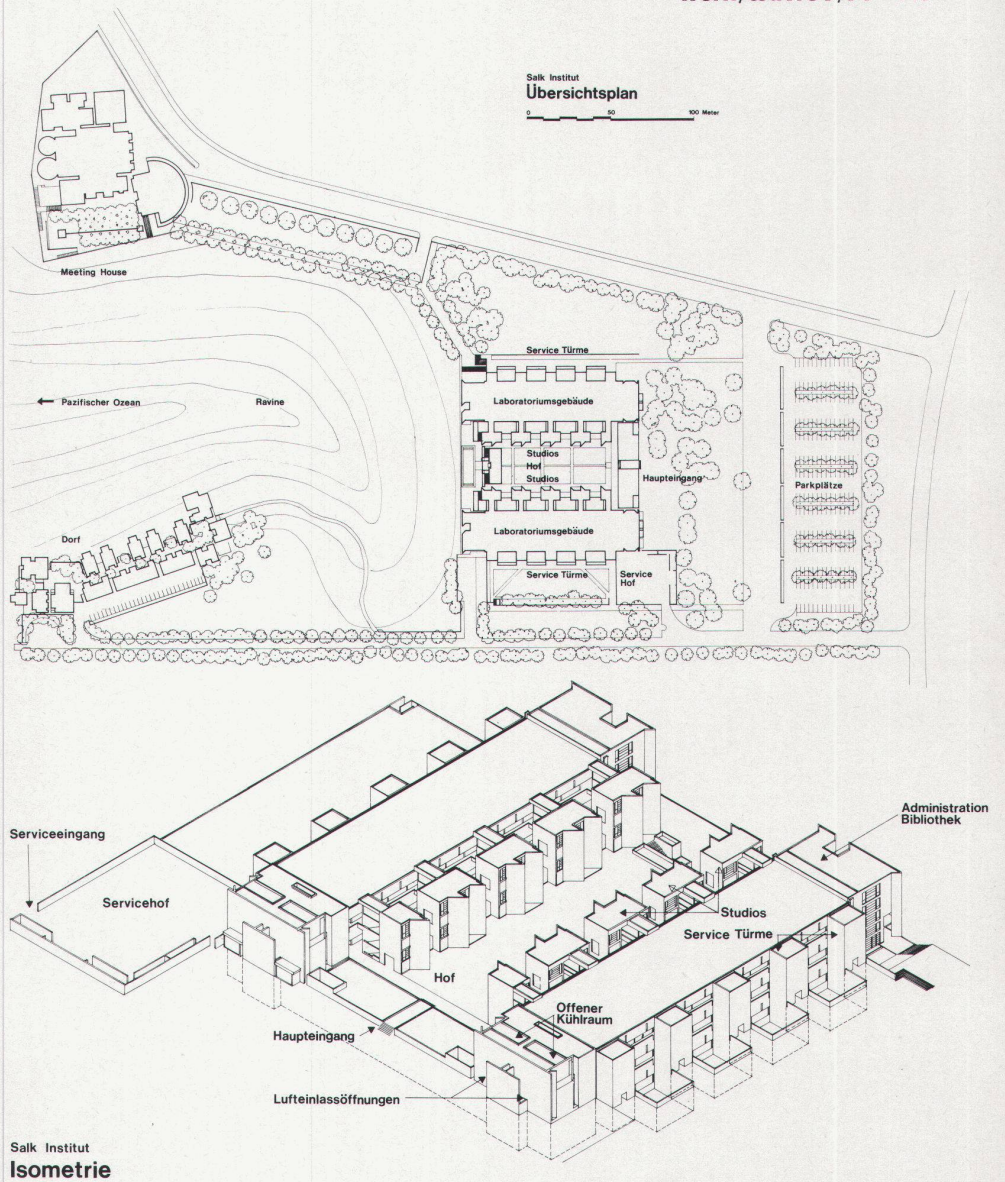 Salk Institut
Übersichtsplan
0 50 100 Meter
Meeting House
Service Türme
Laboratoriumsgebäude
← Pazifischer Ozean
Ravine
Studios
Hof
Studios
Haupteingang
Parkplätze
Laboratoriumsgebäude
Dorf
Service Türme
Service
Hof
Administration
Bibliothek
Serviceeingang
Servicehof
Studios
Service Türme
Hof
Offener
Kühlraum
Haupteingang
Lufteinlassöffnungen
Salk Institut
Isometrie